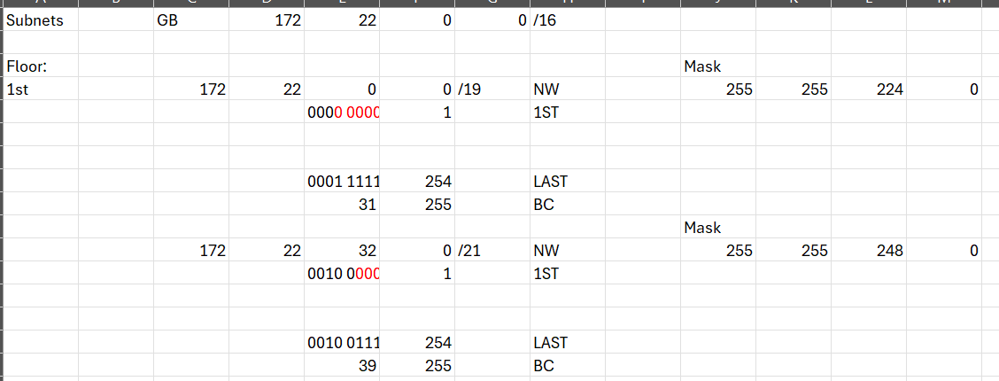 Subnets GB 172 22 0 0 /16
Floor: Mask
1st 172 22 0 0 /19 NW 255 255 224 0
0000 0000 1 1ST
0001 1111 254 LAST
31 255 BC
Mask
172 22 32 0 /21 NW 255 255 248 0
0010 0000 1 1ST
0010 0111 254 LAST
39 255 BC